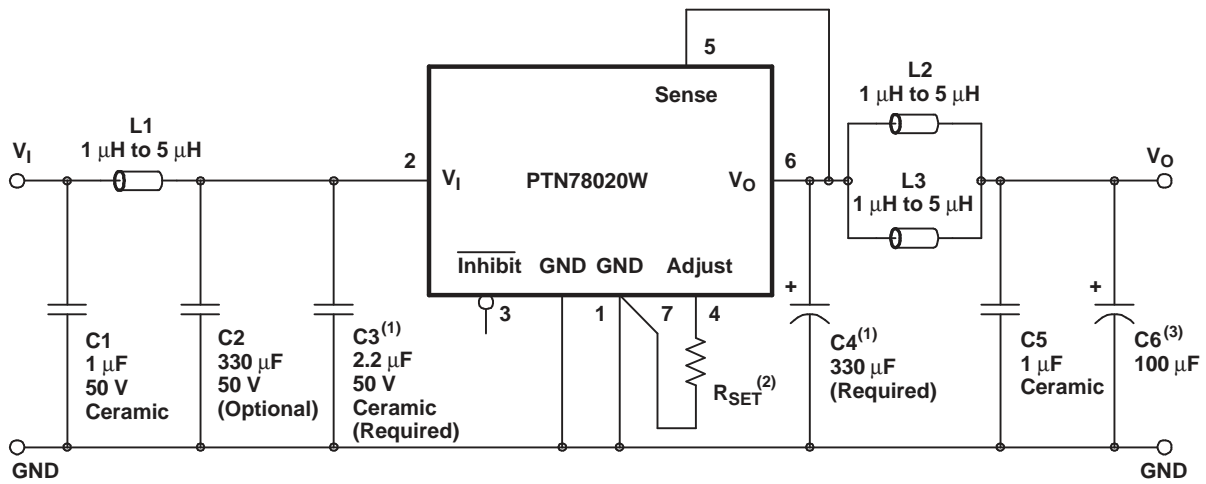 5
Sense
L2
1 μH to 5 μH
L1
1 μH to 5 μH
V_I
2
V_I
PTN78020W
V_O
6
L3
1 μH to 5 μH
V_O
Inhibit
GND
GND
Adjust
3
1
7
4
C1
1 μF
50 V
Ceramic
C2
330 μF
50 V
(Optional)
C3(1)
2.2 μF
50 V
Ceramic
(Required)
R_SET(2)
+
C4(1)
330 μF
(Required)
C5
1 μF
Ceramic
+
C6(3)
100 μF
GND
GND